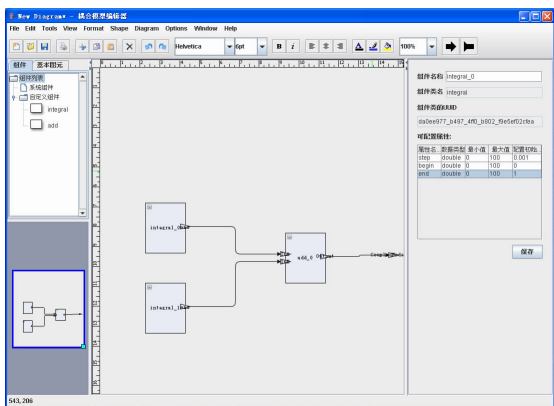 New Diagram* - 耦合模型编辑器
File Edit Tools View Format Shape Diagram Options Window Help
Helvetica 6pt B i 100%
组件 基本图元
组件列表
系统组件
自定义组件
integral
add
integral_0
integral_1
add_0
组件名称 integral_0
组件类名 integral
组件类的UUID
da0ee977_b497_4ff0_b802_f9e5ef02cfea
可配置属性:
属性名.. 数据类型 最小值 最大值 配置初始..
step double 0 100 0.001
begin double 0 100 0
end double 0 100 1
保存
543,206